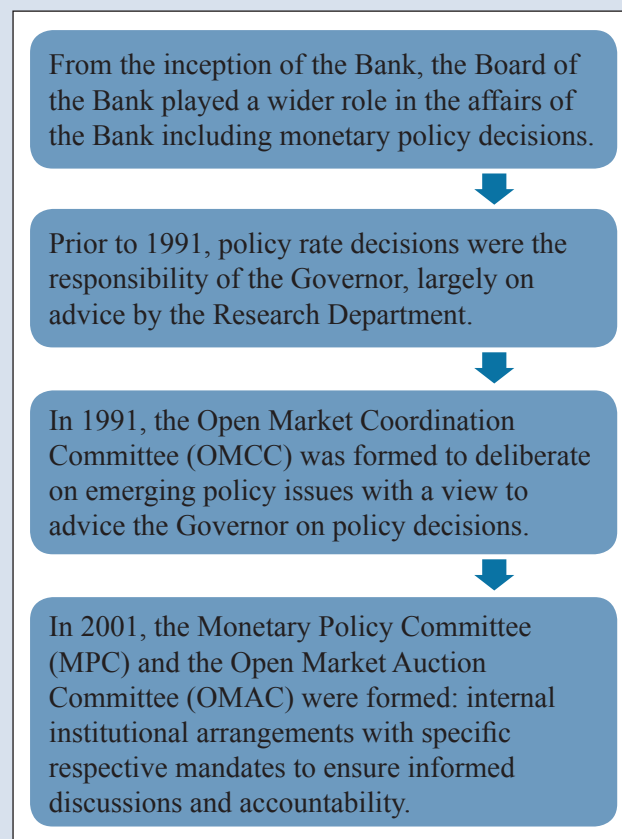 From the inception of the Bank, the Board of
the Bank played a wider role in the affairs of
the Bank including monetary policy decisions.
Prior to 1991, policy rate decisions were the
responsibility of the Governor, largely on
advice by the Research Department.
In 1991, the Open Market Coordination
Committee (OMCC) was formed to deliberate
on emerging policy issues with a view to
advice the Governor on policy decisions.
In 2001, the Monetary Policy Committee
(MPC) and the Open Market Auction
Committee (OMAC) were formed: internal
institutional arrangements with specific
respective mandates to ensure informed
discussions and accountability.